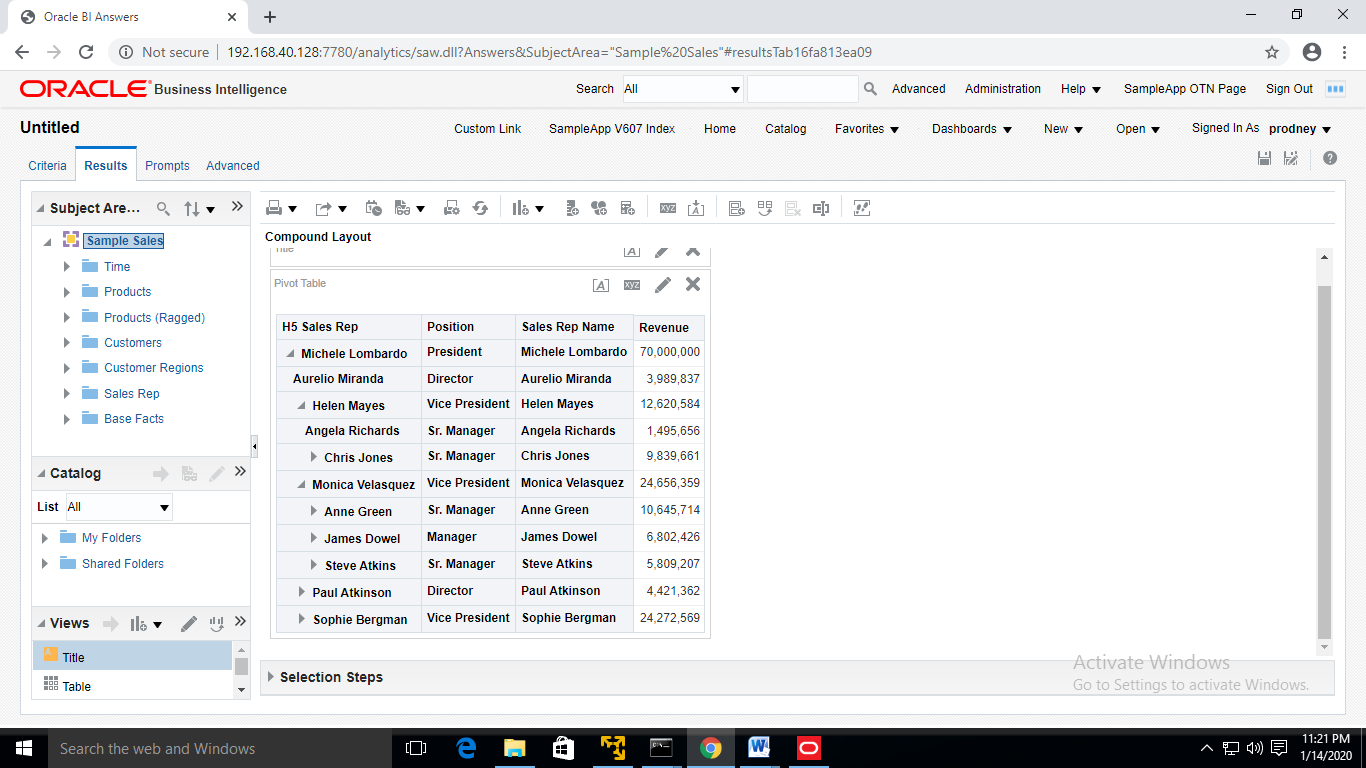 Oracle BI Answers
Not secure 192.168.40.128:7780/analytics/saw.dll?Answers&SubjectArea="Sample%20Sales"#resultsTab16fa813ea09
ORACLE Business Intelligence Search All Advanced Administration Help SampleApp OTN Page Sign Out
Untitled Custom Link SampleApp V607 Index Home Catalog Favorites Dashboards New Open Signed In As prodney
Criteria Results Prompts Advanced
Subject Are...
Sample Sales
Time
Products
Products (Ragged)
Customers
Customer Regions
Sales Rep
Base Facts
Catalog
List All
My Folders
Shared Folders
Views
Title
Table
Compound Layout
Title
Pivot Table
H5 Sales Rep Position Sales Rep Name Revenue
Michele Lombardo President Michele Lombardo 70,000,000
Aurelio Miranda Director Aurelio Miranda 3,989,837
Helen Mayes Vice President Helen Mayes 12,620,584
Angela Richards Sr. Manager Angela Richards 1,495,656
Chris Jones Sr. Manager Chris Jones 9,839,661
Monica Velasquez Vice President Monica Velasquez 24,656,359
Anne Green Sr. Manager Anne Green 10,645,714
James Dowel Manager James Dowel 6,802,426
Steve Atkins Sr. Manager Steve Atkins 5,809,207
Paul Atkinson Director Paul Atkinson 4,421,362
Sophie Bergman Vice President Sophie Bergman 24,272,569
Selection Steps
Activate Windows
Go to Settings to activate Windows.
Search the web and Windows
11:21 PM
1/14/2020